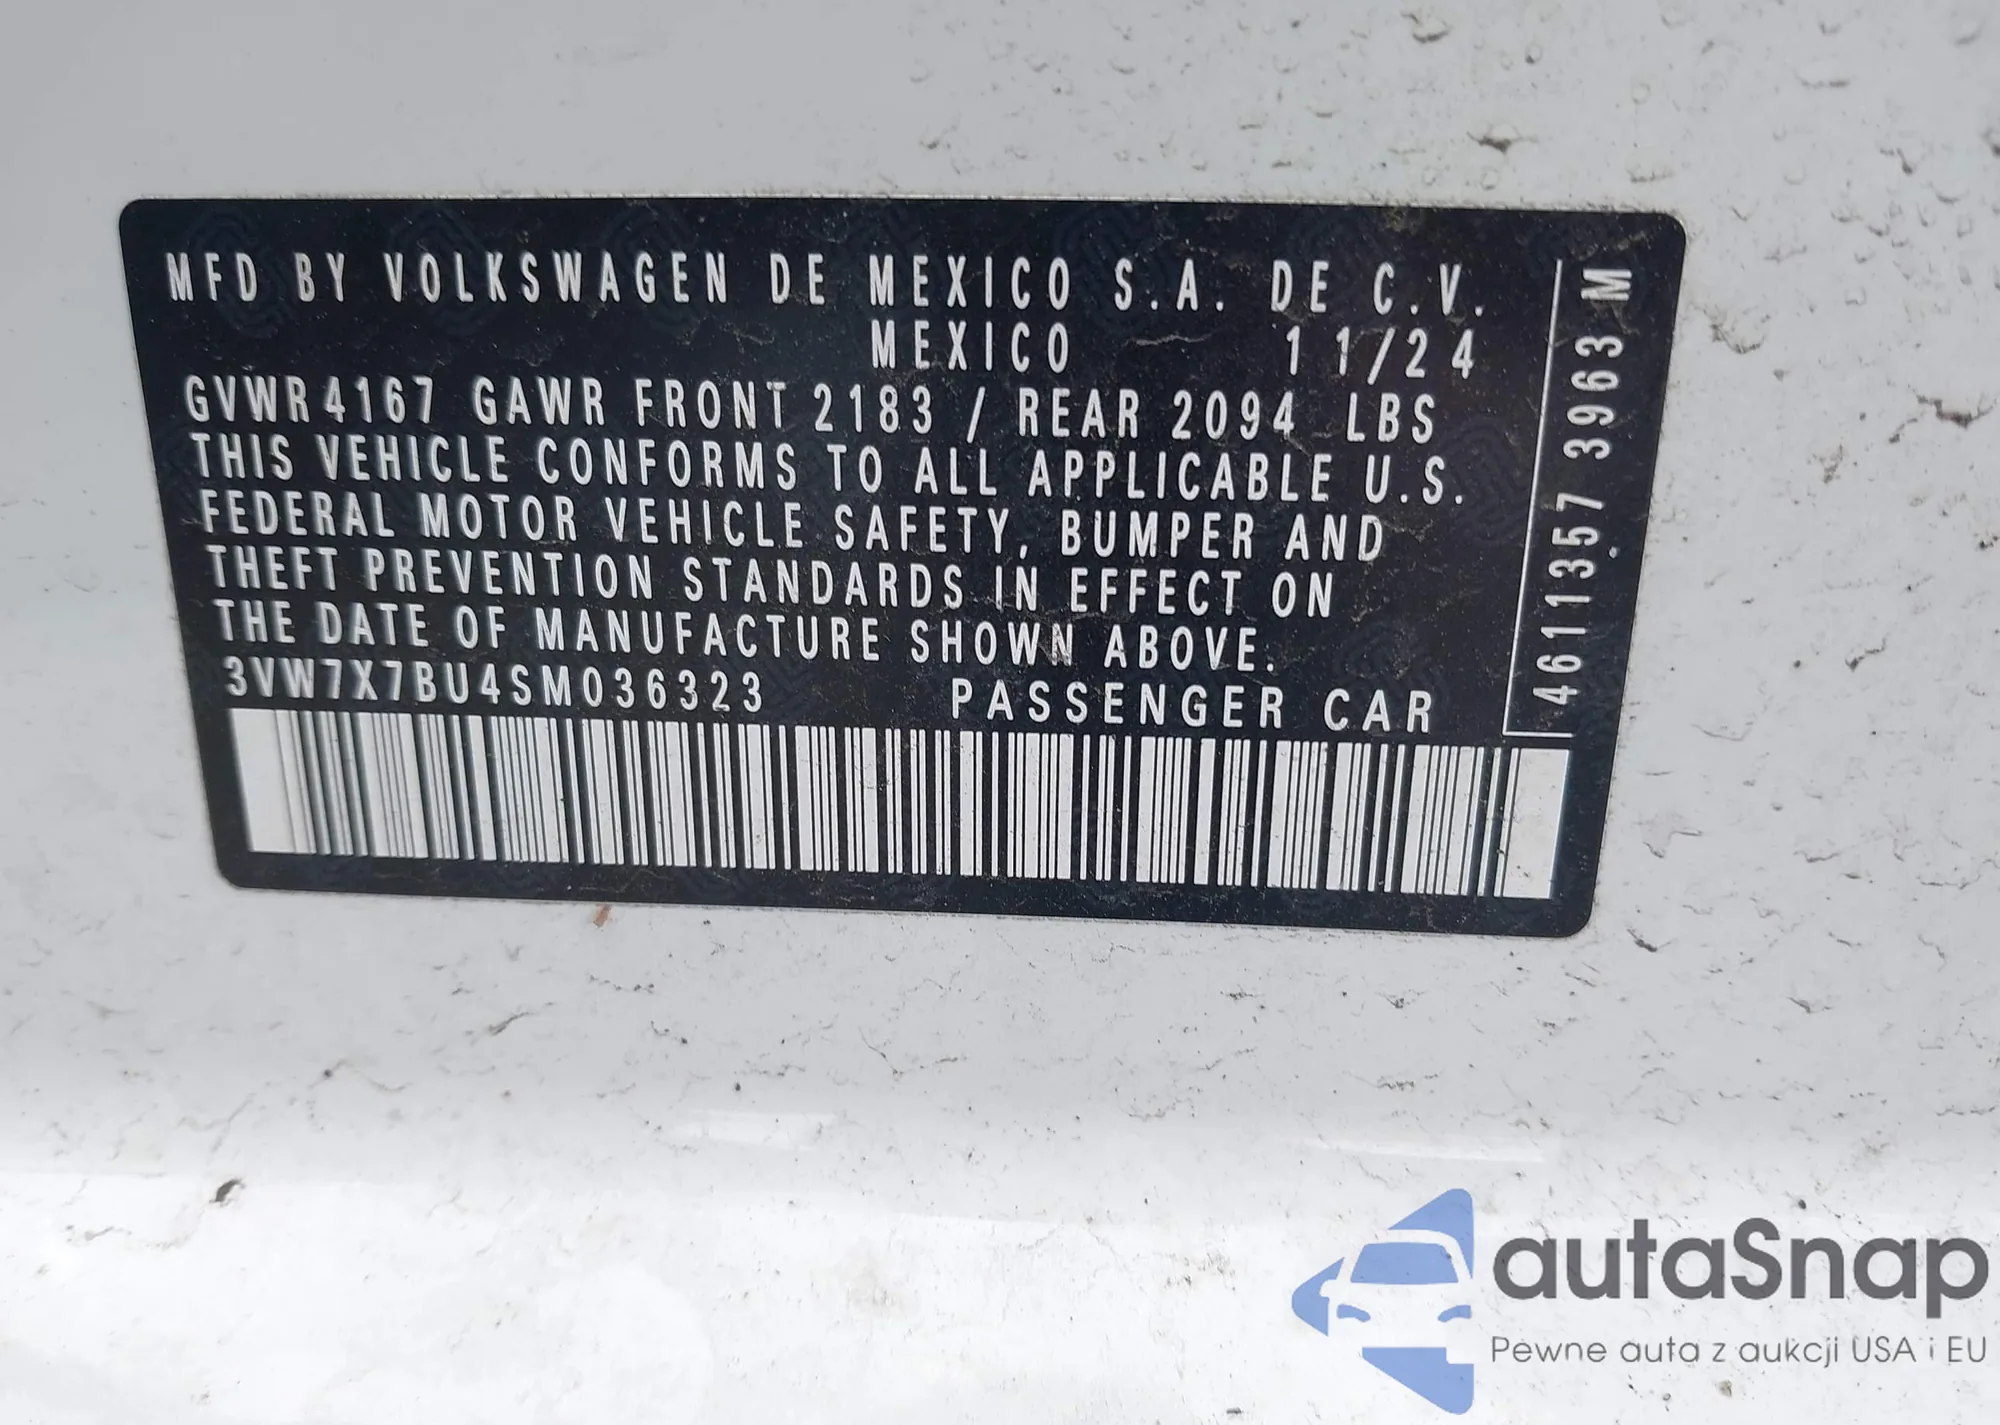 MFD BY VOLKSWAGEN DE MEXICO S.A. DE C.V.
MEXICO 11/24
GVWR 4167 GAWR FRONT 2183 / REAR 2094 LBS
THIS VEHICLE CONFORMS TO ALL APPLICABLE U.S.
FEDERAL MOTOR VEHICLE SAFETY, BUMPER AND
THEFT PREVENTION STANDARDS IN EFFECT ON
THE DATE OF MANUFACTURE SHOWN ABOVE.
3VW7X7BU4SM036323 PASSENGER CAR
4611357 3963 M
autaSnap
Pewne auta z aukcji USA i EU